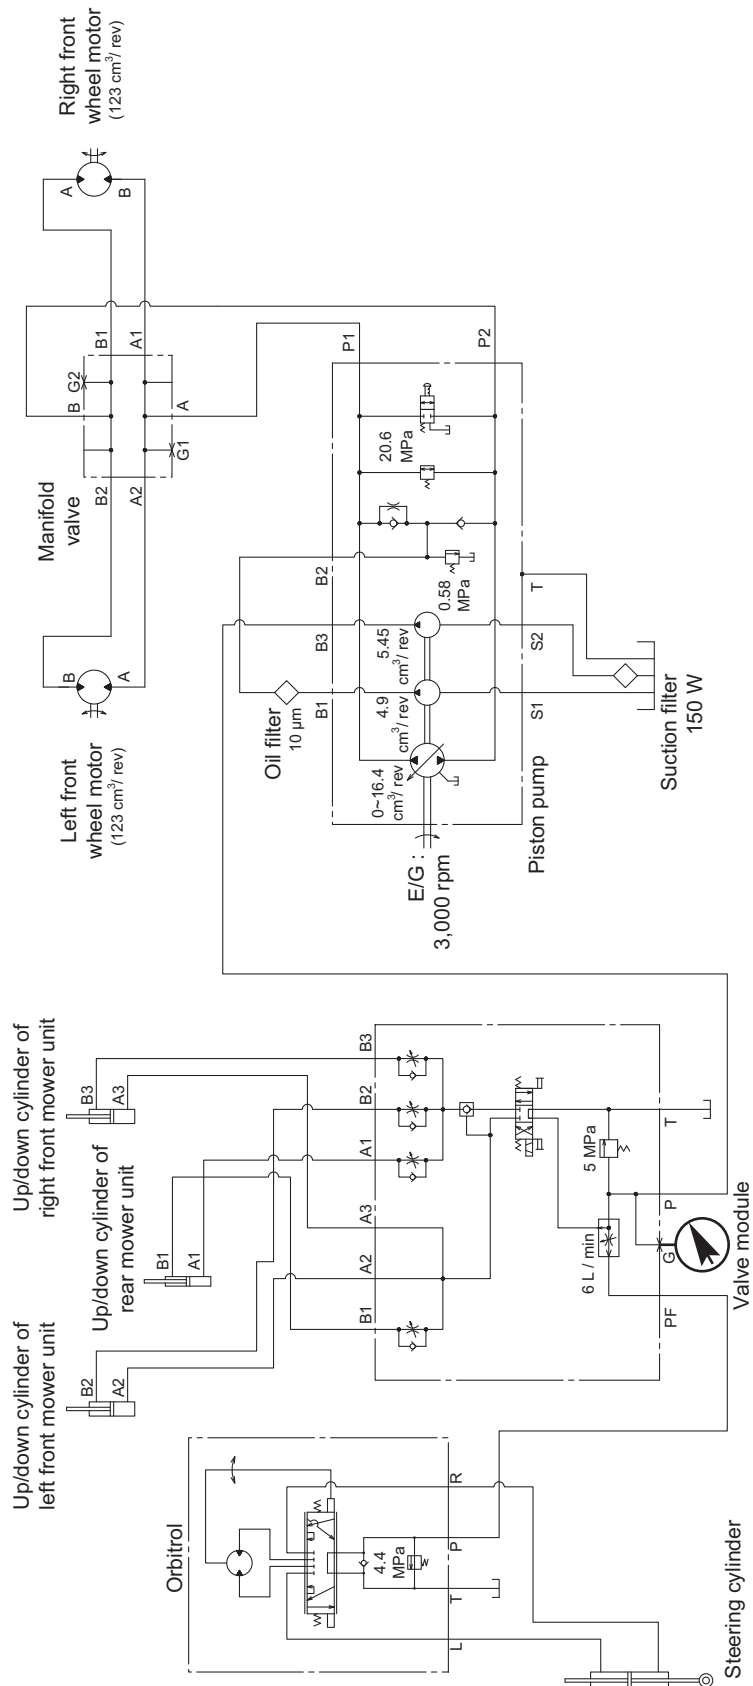 Right front
wheel motor
(123 cm³/ rev)
A
B
B1
A1
G2
B
A
G1
B2
A2
Manifold
valve
B
A
Left front
wheel motor
(123 cm³/ rev)
P1
P2
20.6
MPa
B2
0.58
MPa
T
B3
5.45
cm³/ rev
S2
Oil filter
10 µm
B1
4.9
cm³/ rev
S1
0~16.4
cm³/ rev
Suction filter
150 W
Piston pump
E/G :
3,000 rpm
Up/down cylinder of
right front mower unit
B3
A3
Up/down cylinder of
rear mower unit
B1
A1
Up/down cylinder of
left front mower unit
B2
A2
B3
B2
A1
A3
A2
B1
5 MPa
6 L / min
T
P
G
PF
Valve module
Orbitrol
4.4
MPa
R
P
T
L
Steering cylinder